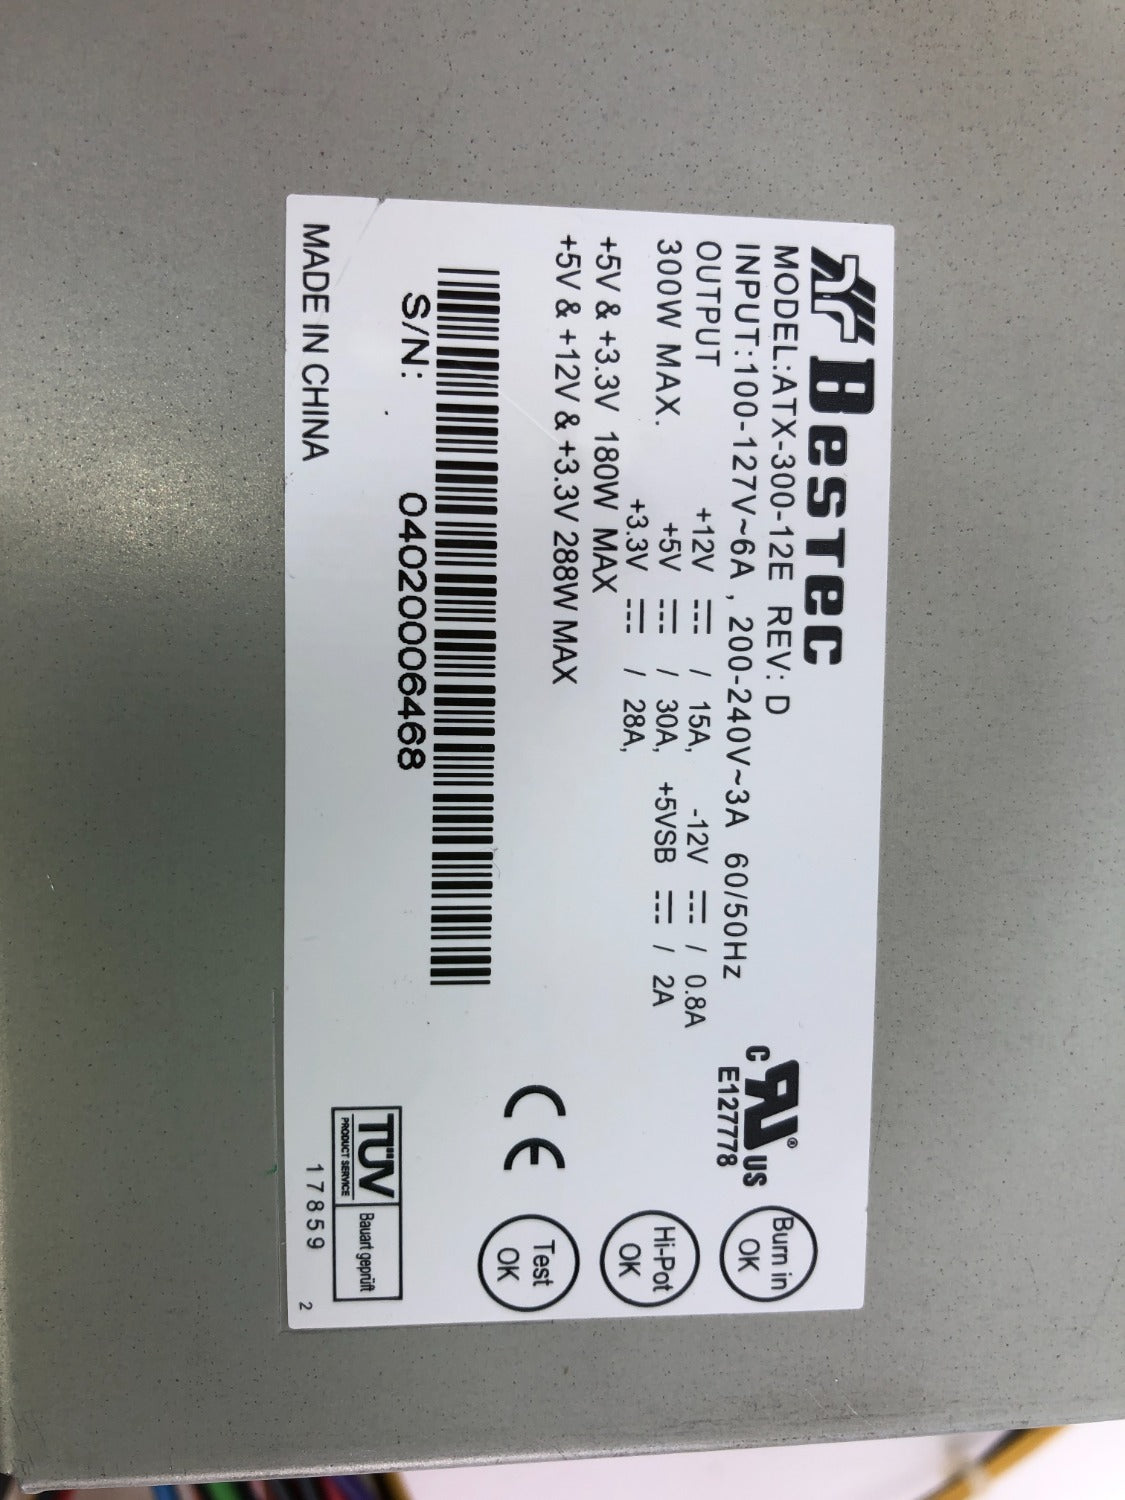 BESTEC
MODEL:ATX-300-12E REV: D
INPUT:100-127V~6A , 200-240V~3A 60/50Hz
OUTPUT +12V / 15A, -12V / 0.8A
300W MAX. +5V / 30A, +5VSB / 2A
+3.3V / 28A,
+5V & +3.3V 180W MAX
+5V & +12V & +3.3V 288W MAX
S/N: 0402006468
MADE IN CHINA
c UR ® US
E127778
Burn in
OK
Hi-Pot
OK
CE
Test
OK
TÜV
PRODUCT SERVICE
Bauart geprüft
17859
2